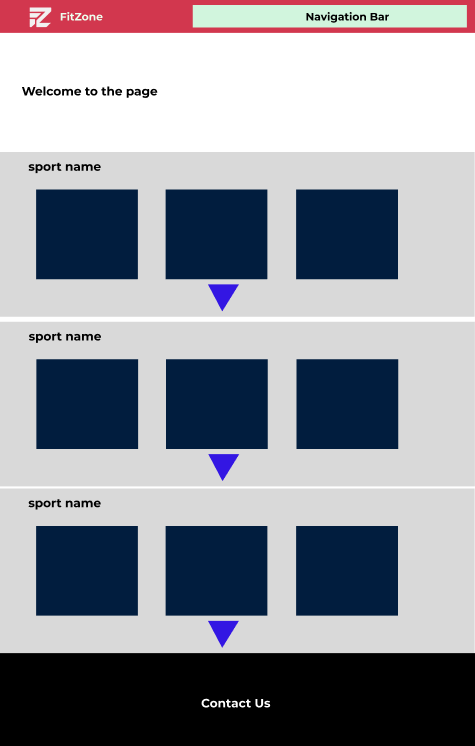 FitZone
Navigation Bar
Welcome to the page
sport name
sport name
sport name
Contact Us